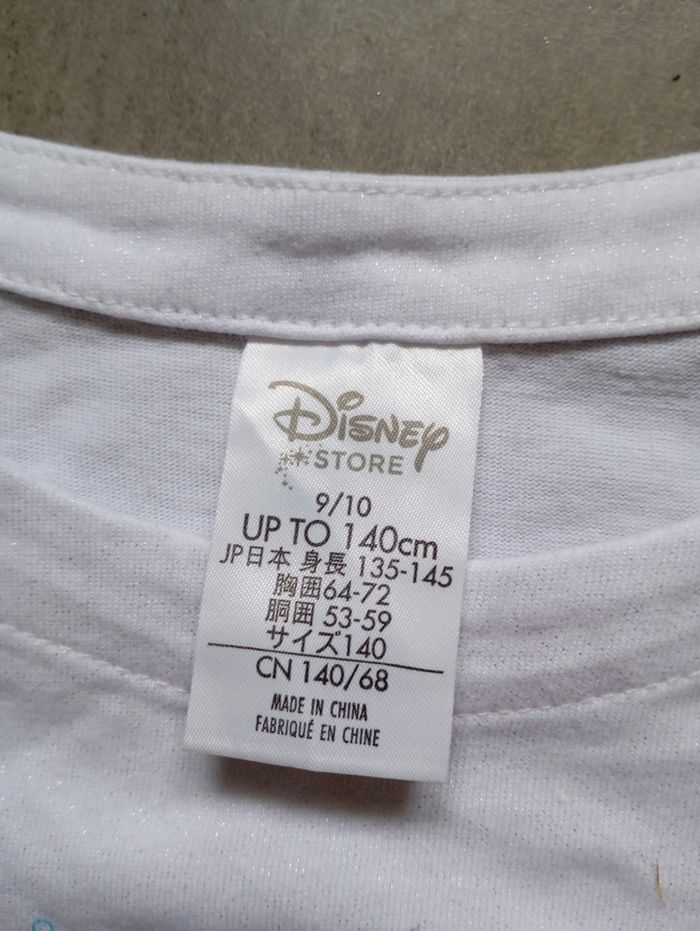 Disney
STORE
9/10
UP TO 140cm
JP日本 身長 135-145
胸囲64-72
胴囲 53-59
サイズ140
CN 140/68
MADE IN CHINA
FABRIQUÉ EN CHINE